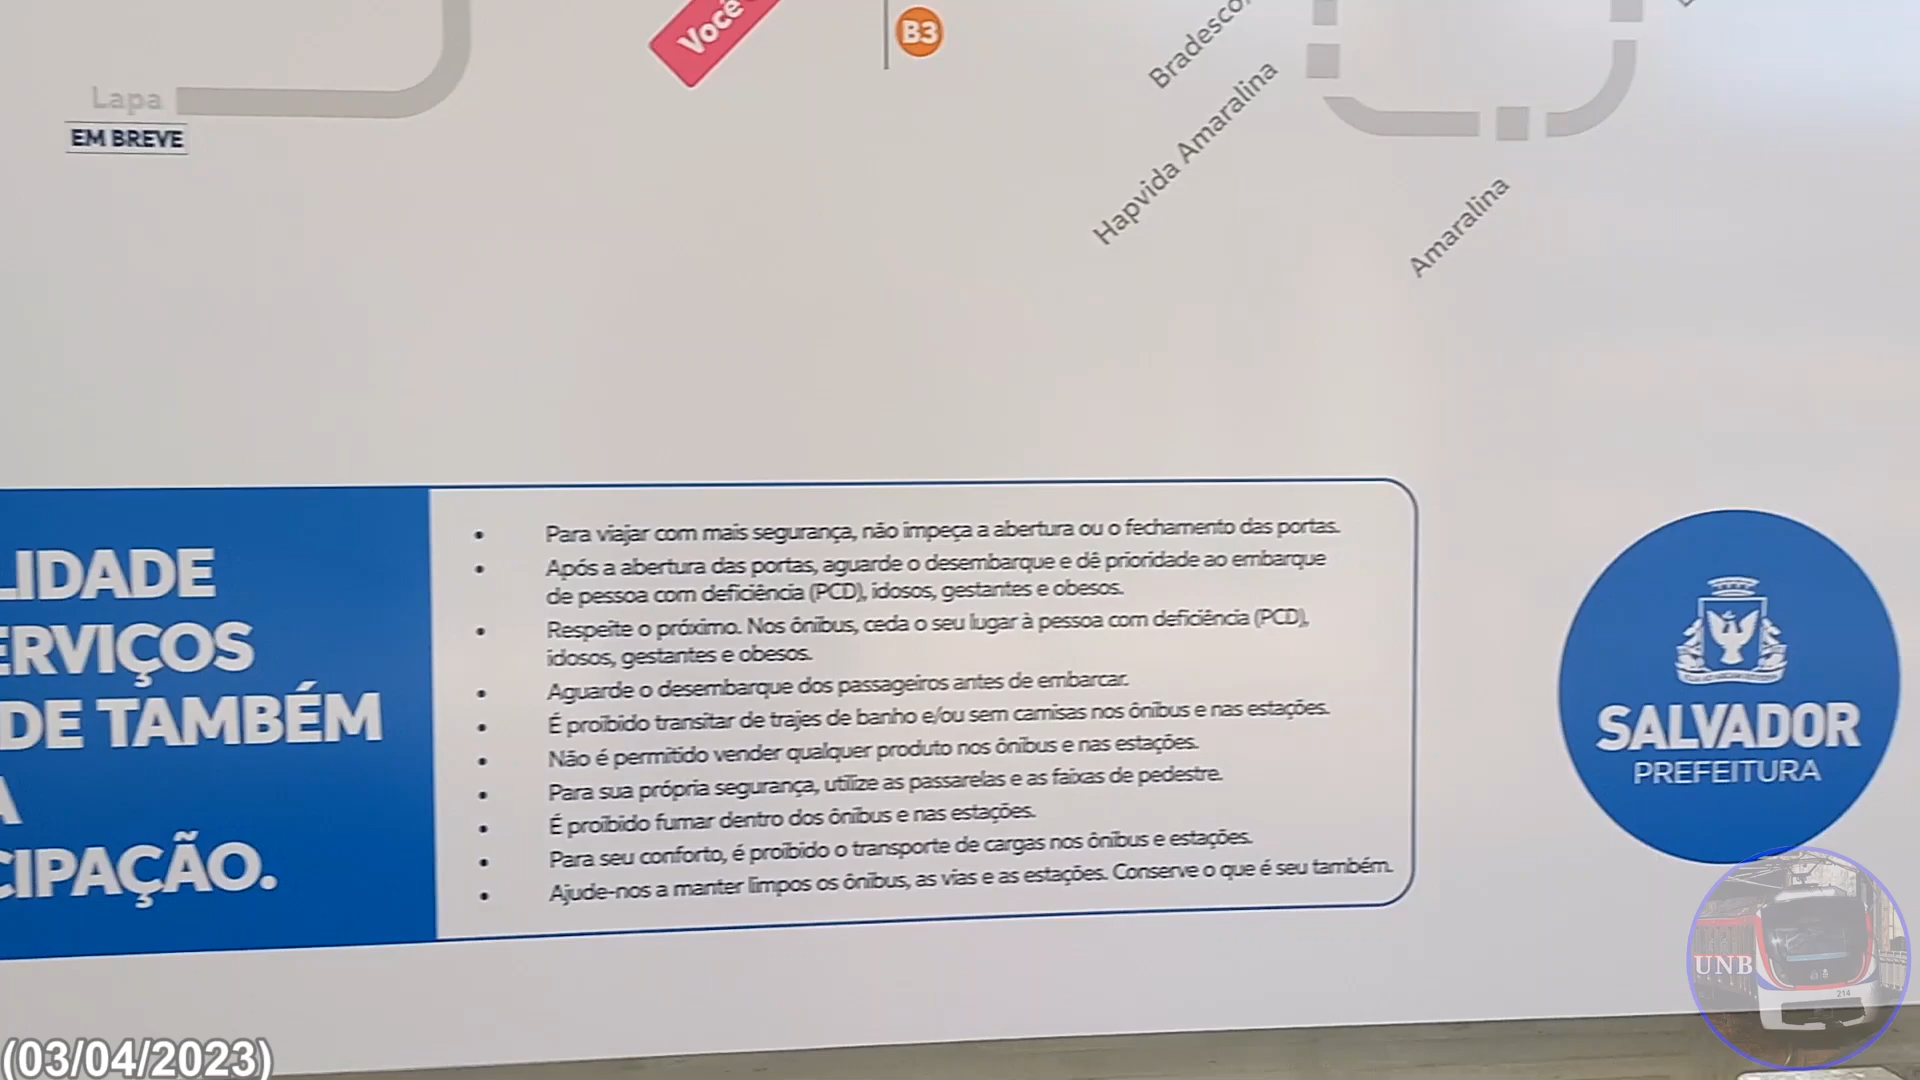 Você
B3
Bradesco
Lapa
EM BREVE
Hapvida Amaralina
Amaralina
LIDADE
ERVIÇOS
DE TAMBÉM
A
CIPAÇÃO.
• Para viajar com mais segurança, não impeça a abertura ou o fechamento das portas.
• Após a abertura das portas, aguarde o desembarque e dê prioridade ao embarque
de pessoa com deficiência (PCD), idosos, gestantes e obesos.
• Respeite o próximo. Nos ônibus, ceda o seu lugar à pessoa com deficiência (PCD),
idosos, gestantes e obesos.
• Aguarde o desembarque dos passageiros antes de embarcar.
• É proibido transitar de trajes de banho e/ou sem camisas nos ônibus e nas estações.
• Não é permitido vender qualquer produto nos ônibus e nas estações.
• Para sua própria segurança, utilize as passarelas e as faixas de pedestre.
• É proibido fumar dentro dos ônibus e nas estações.
• Para seu conforto, é proibido o transporte de cargas nos ônibus e estações.
• Ajude-nos a manter limpos os ônibus, as vias e as estações. Conserve o que é seu também.
SALVADOR
PREFEITURA
UNB
214
(03/04/2023)